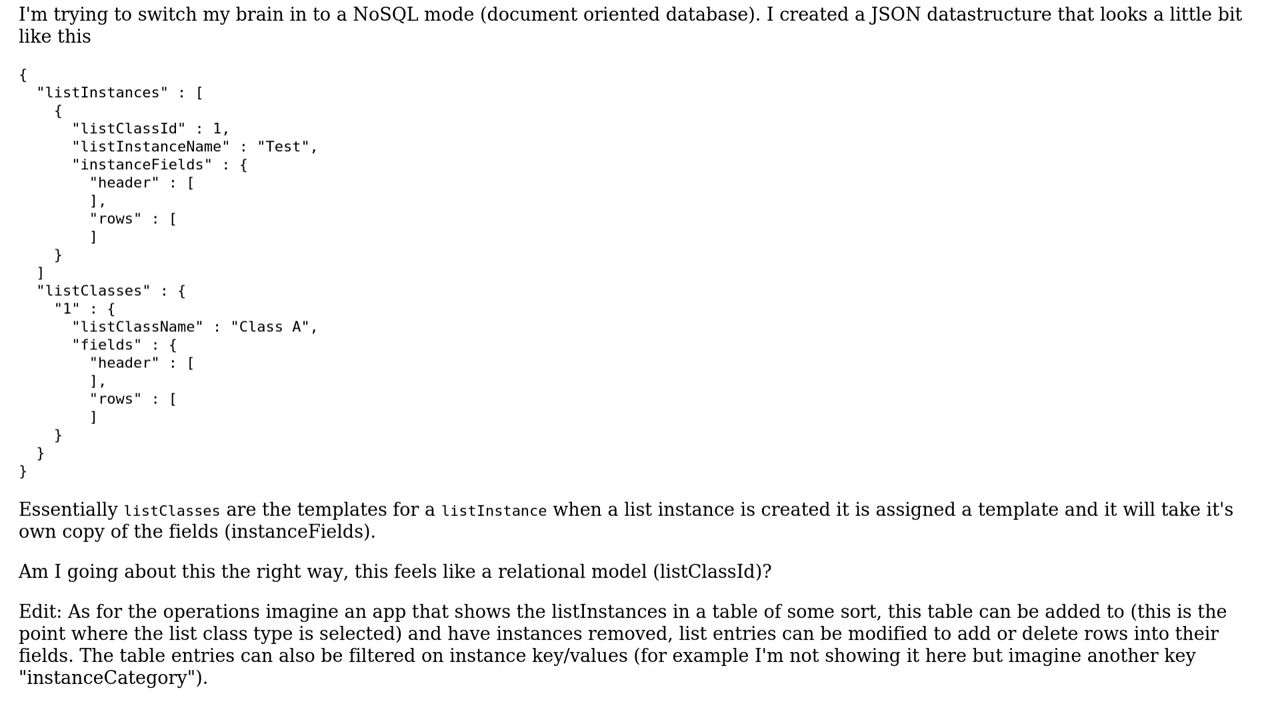 I'm trying to switch my brain in to a NoSQL mode (document oriented database). I created a JSON datastructure that looks a little bit
like this
{
  "listInstances" : [
    {
      "listClassId" : 1,
      "listInstanceName" : "Test",
      "instanceFields" : {
        "header" : [
        ],
        "rows" : [
        ]
    }
  ]
  "listClasses" : {
    "1" : {
      "listClassName" : "Class A",
      "fields" : {
        "header" : [
        ],
        "rows" : [
        ]
    }
  }
}
Essentially listClasses are the templates for a listInstance when a list instance is created it is assigned a template and it will take it's
own copy of the fields (instanceFields).
Am I going about this the right way, this feels like a relational model (listClassId)?
Edit: As for the operations imagine an app that shows the listInstances in a table of some sort, this table can be added to (this is the
point where the list class type is selected) and have instances removed, list entries can be modified to add or delete rows into their
fields. The table entries can also be filtered on instance key/values (for example I'm not showing it here but imagine another key
"instanceCategory").